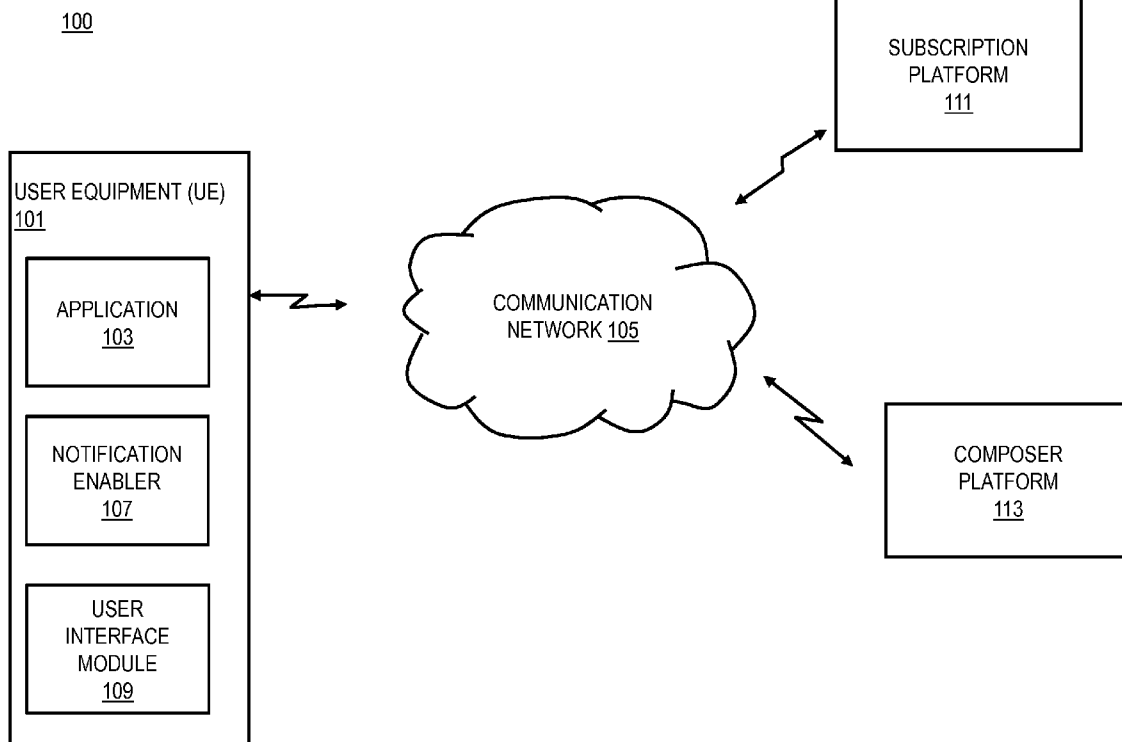 100
SUBSCRIPTION
PLATFORM
111
USER EQUIPMENT (UE)
101
APPLICATION
103
COMMUNICATION
NETWORK 105
NOTIFICATION
ENABLER
107
COMPOSER
PLATFORM
113
USER
INTERFACE
MODULE
109